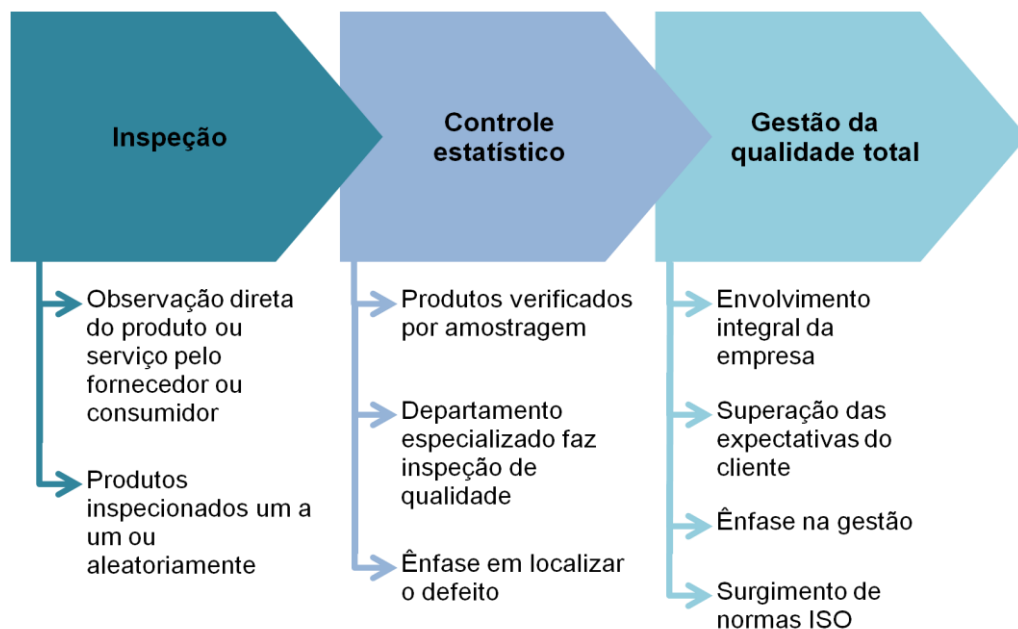 Inspeção
Observação direta
do produto ou
serviço pelo
fornecedor ou
consumidor
Produtos
inspecionados um a
um ou
aleatoriamente
Controle
estatístico
Produtos verificados
por amostragem
Departamento
especializado faz
inspeção de
qualidade
Ênfase em localizar
o defeito
Gestão da
qualidade total
Envolvimento
integral da
empresa
Superação das
expectativas do
cliente
Ênfase na gestão
Surgimento de
normas ISO